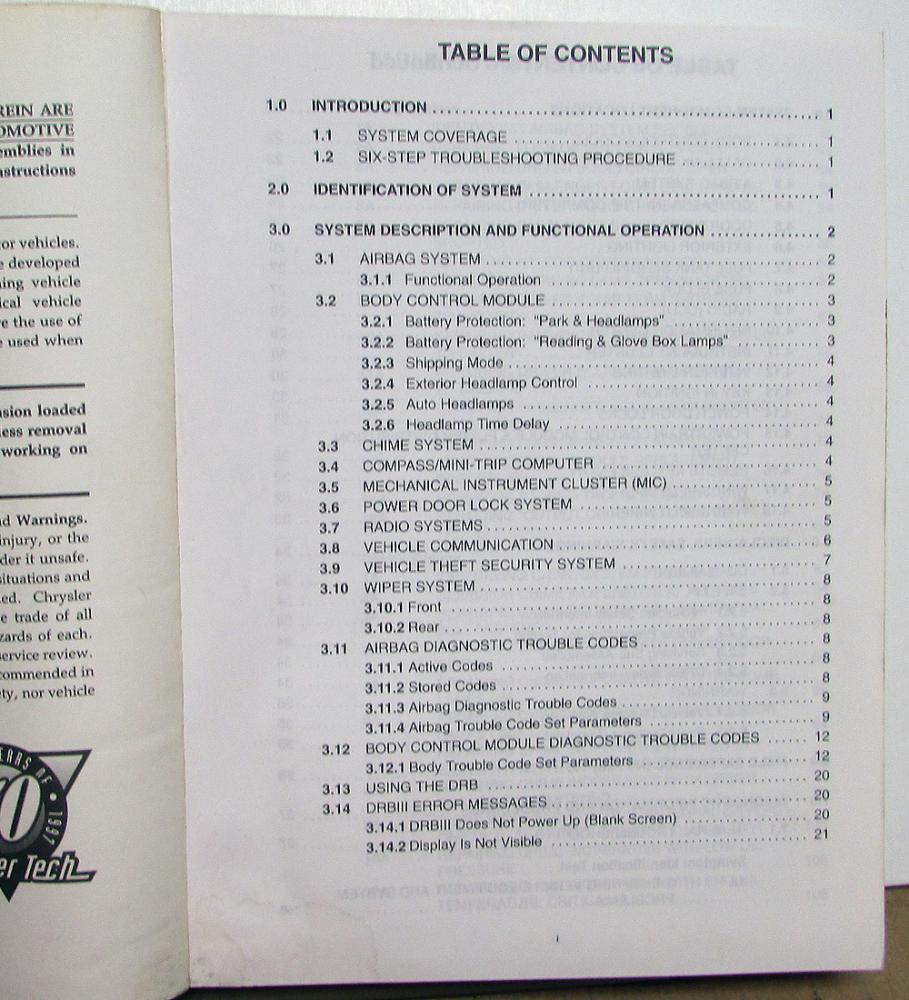 REIN ARE
OMOTIVE
emblies in
nstructions
or vehicles.
e developed
ning vehicle
ical vehicle
e the use of
used when
nsion loaded
ess removal
working on
nd Warnings.
injury, or the
der it unsafe.
situations and
ed. Chrysler
e trade of all
zards of each.
service review.
commended in
ty, nor vehicle
EARS OF
1997
er Tech
TABLE OF CONTENTS
1.0 INTRODUCTION 1
1.1 SYSTEM COVERAGE 1
1.2 SIX-STEP TROUBLESHOOTING PROCEDURE 1
2.0 IDENTIFICATION OF SYSTEM 1
3.0 SYSTEM DESCRIPTION AND FUNCTIONAL OPERATION 2
3.1 AIRBAG SYSTEM 2
3.1.1 Functional Operation 2
3.2 BODY CONTROL MODULE 3
3.2.1 Battery Protection: "Park & Headlamps" 3
3.2.2 Battery Protection: "Reading & Glove Box Lamps" 3
3.2.3 Shipping Mode 4
3.2.4 Exterior Headlamp Control 4
3.2.5 Auto Headlamps 4
3.2.6 Headlamp Time Delay 4
3.3 CHIME SYSTEM 4
3.4 COMPASS/MINI-TRIP COMPUTER 4
3.5 MECHANICAL INSTRUMENT CLUSTER (MIC) 5
3.6 POWER DOOR LOCK SYSTEM 5
3.7 RADIO SYSTEMS 5
3.8 VEHICLE COMMUNICATION 6
3.9 VEHICLE THEFT SECURITY SYSTEM 7
3.10 WIPER SYSTEM 8
3.10.1 Front 8
3.10.2 Rear 8
3.11 AIRBAG DIAGNOSTIC TROUBLE CODES 8
3.11.1 Active Codes 8
3.11.2 Stored Codes 8
3.11.3 Airbag Diagnostic Trouble Codes 9
3.11.4 Airbag Trouble Code Set Parameters 9
3.12 BODY CONTROL MODULE DIAGNOSTIC TROUBLE CODES 12
3.12.1 Body Trouble Code Set Parameters 12
3.13 USING THE DRB 20
3.14 DRBIII ERROR MESSAGES 20
3.14.1 DRBIII Does Not Power Up (Blank Screen) 20
3.14.2 Display Is Not Visible 21
i